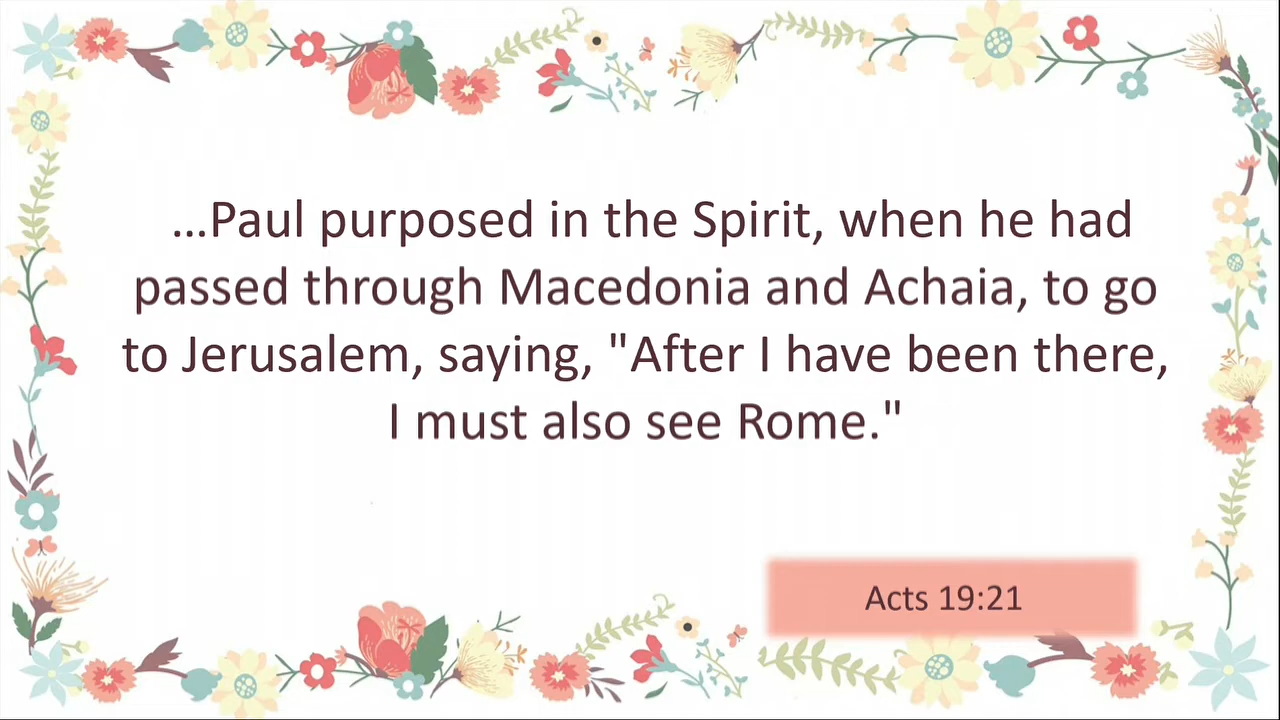 ...Paul purposed in the Spirit, when he had
passed through Macedonia and Achaia, to go
to Jerusalem, saying, "After I have been there,
I must also see Rome."
Acts 19:21